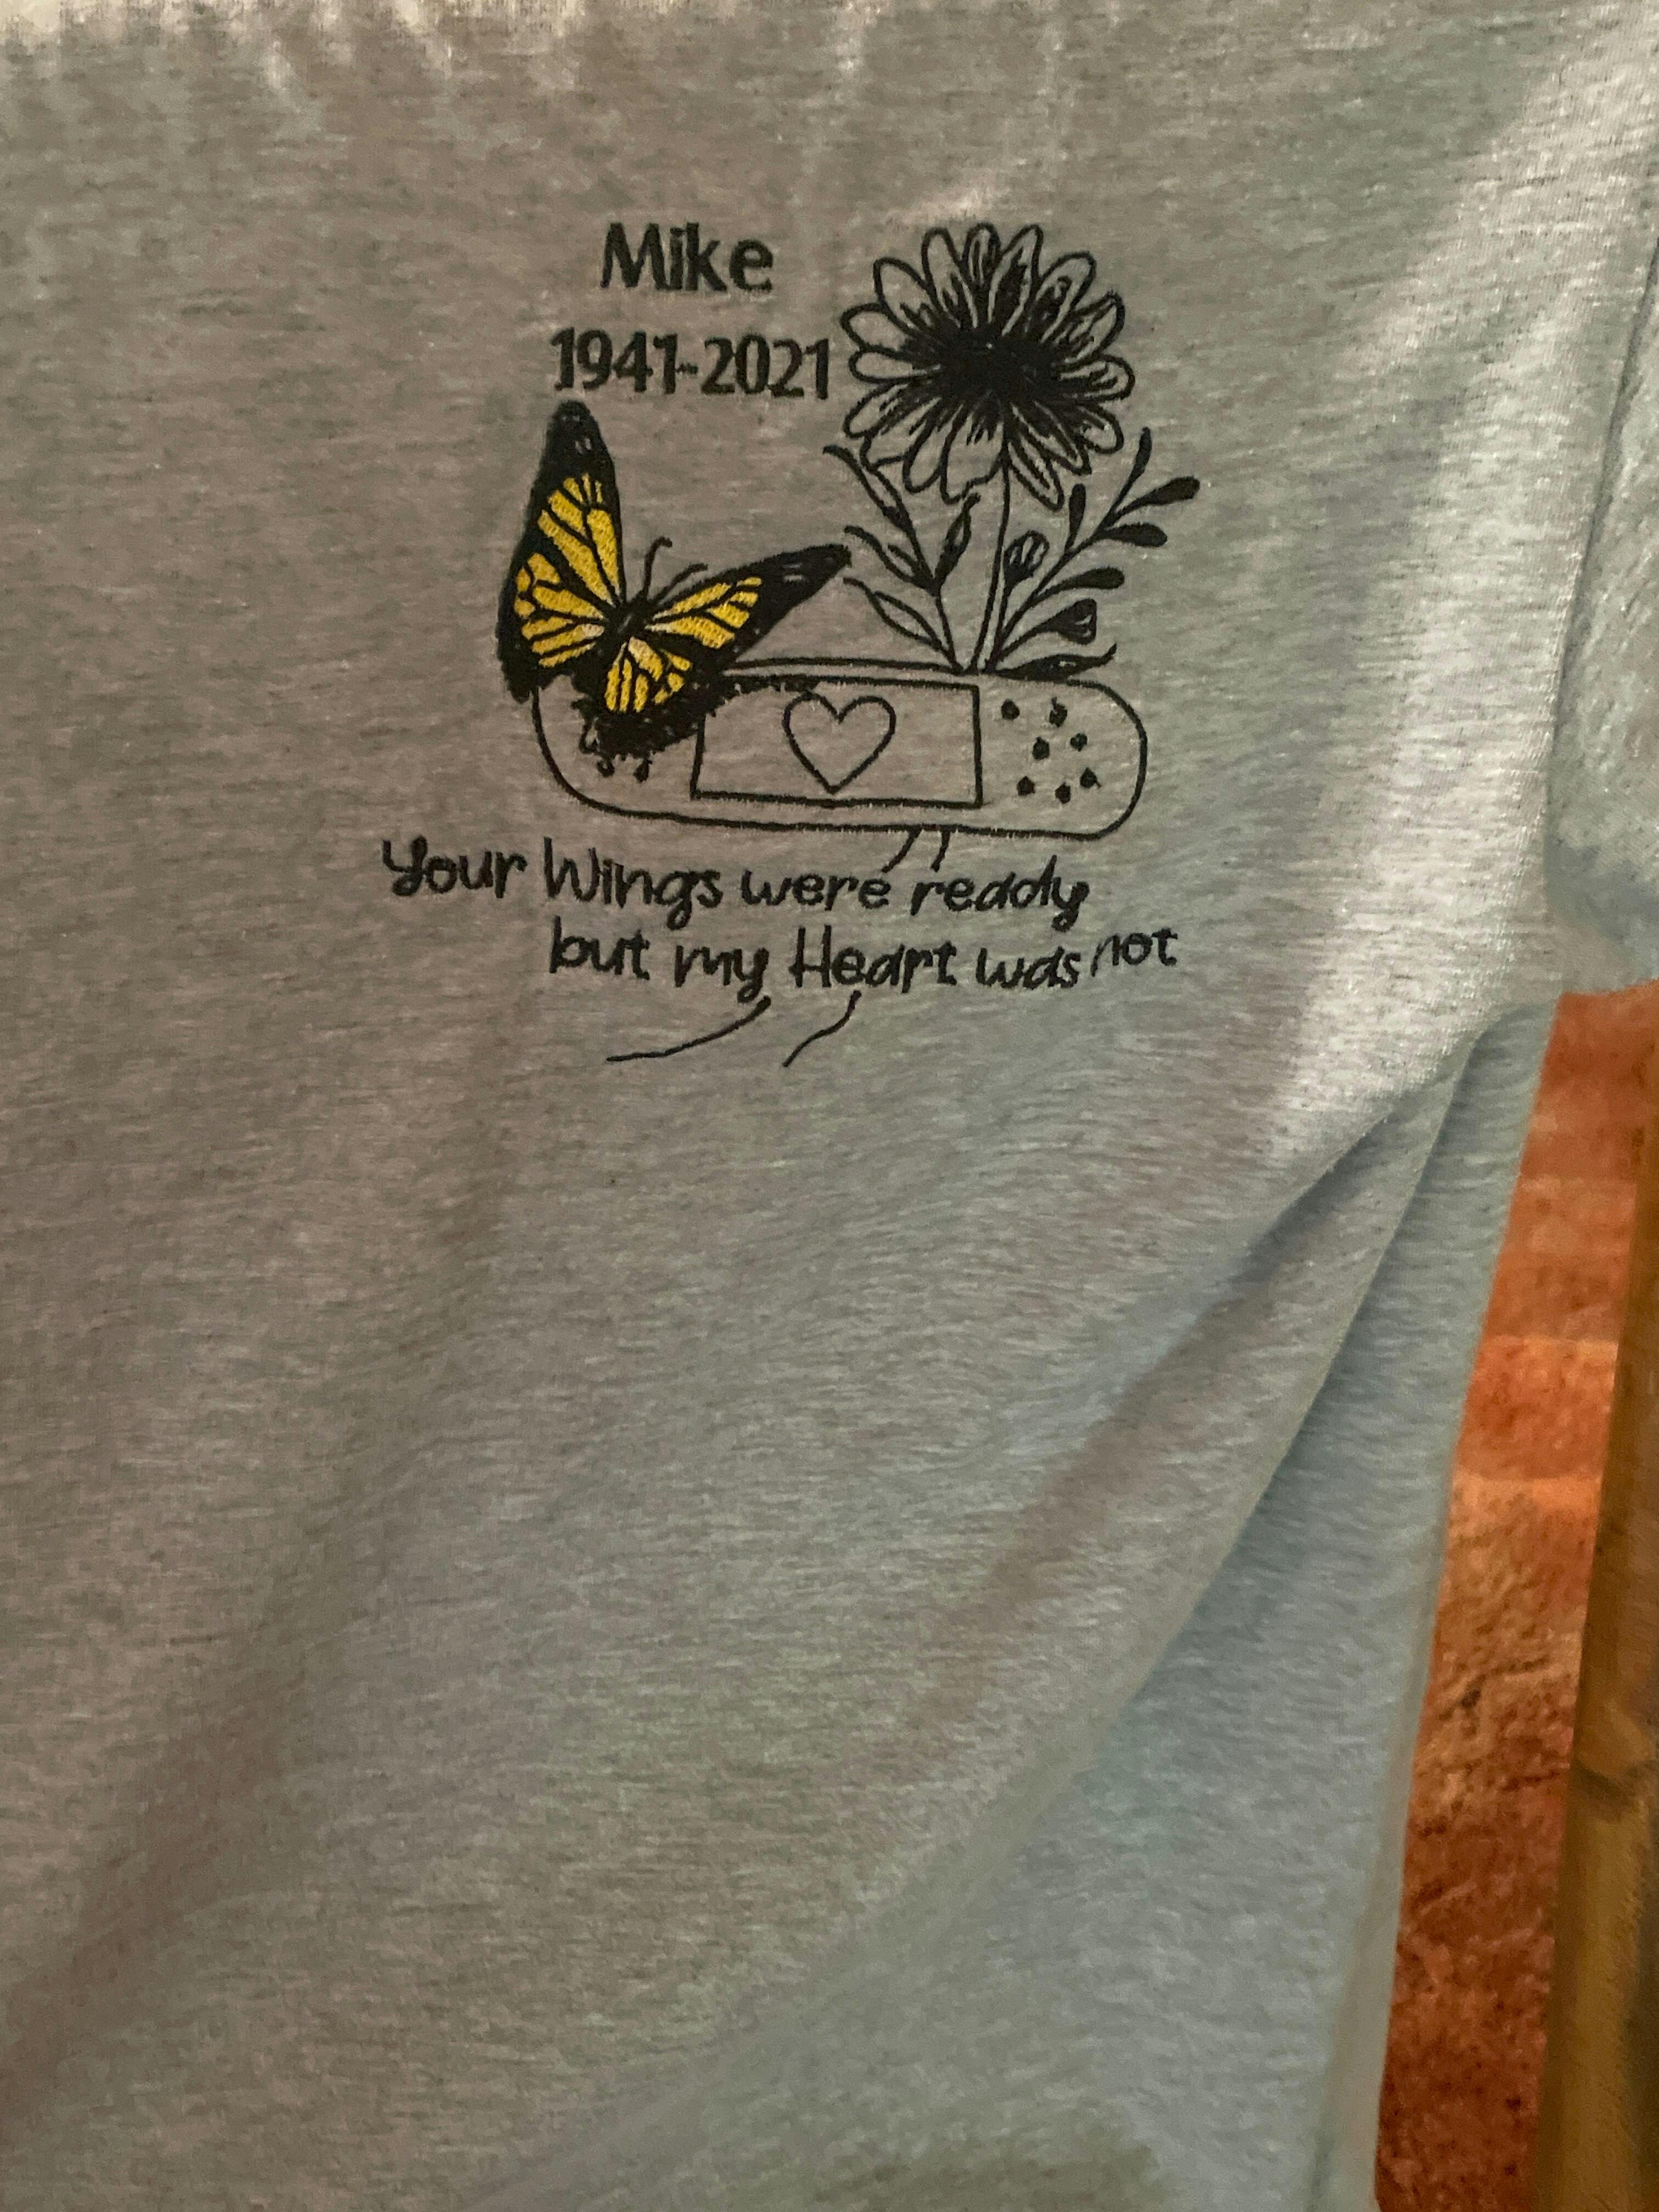 Mike
1941-2021
Your Wings were ready
but my Heart was not